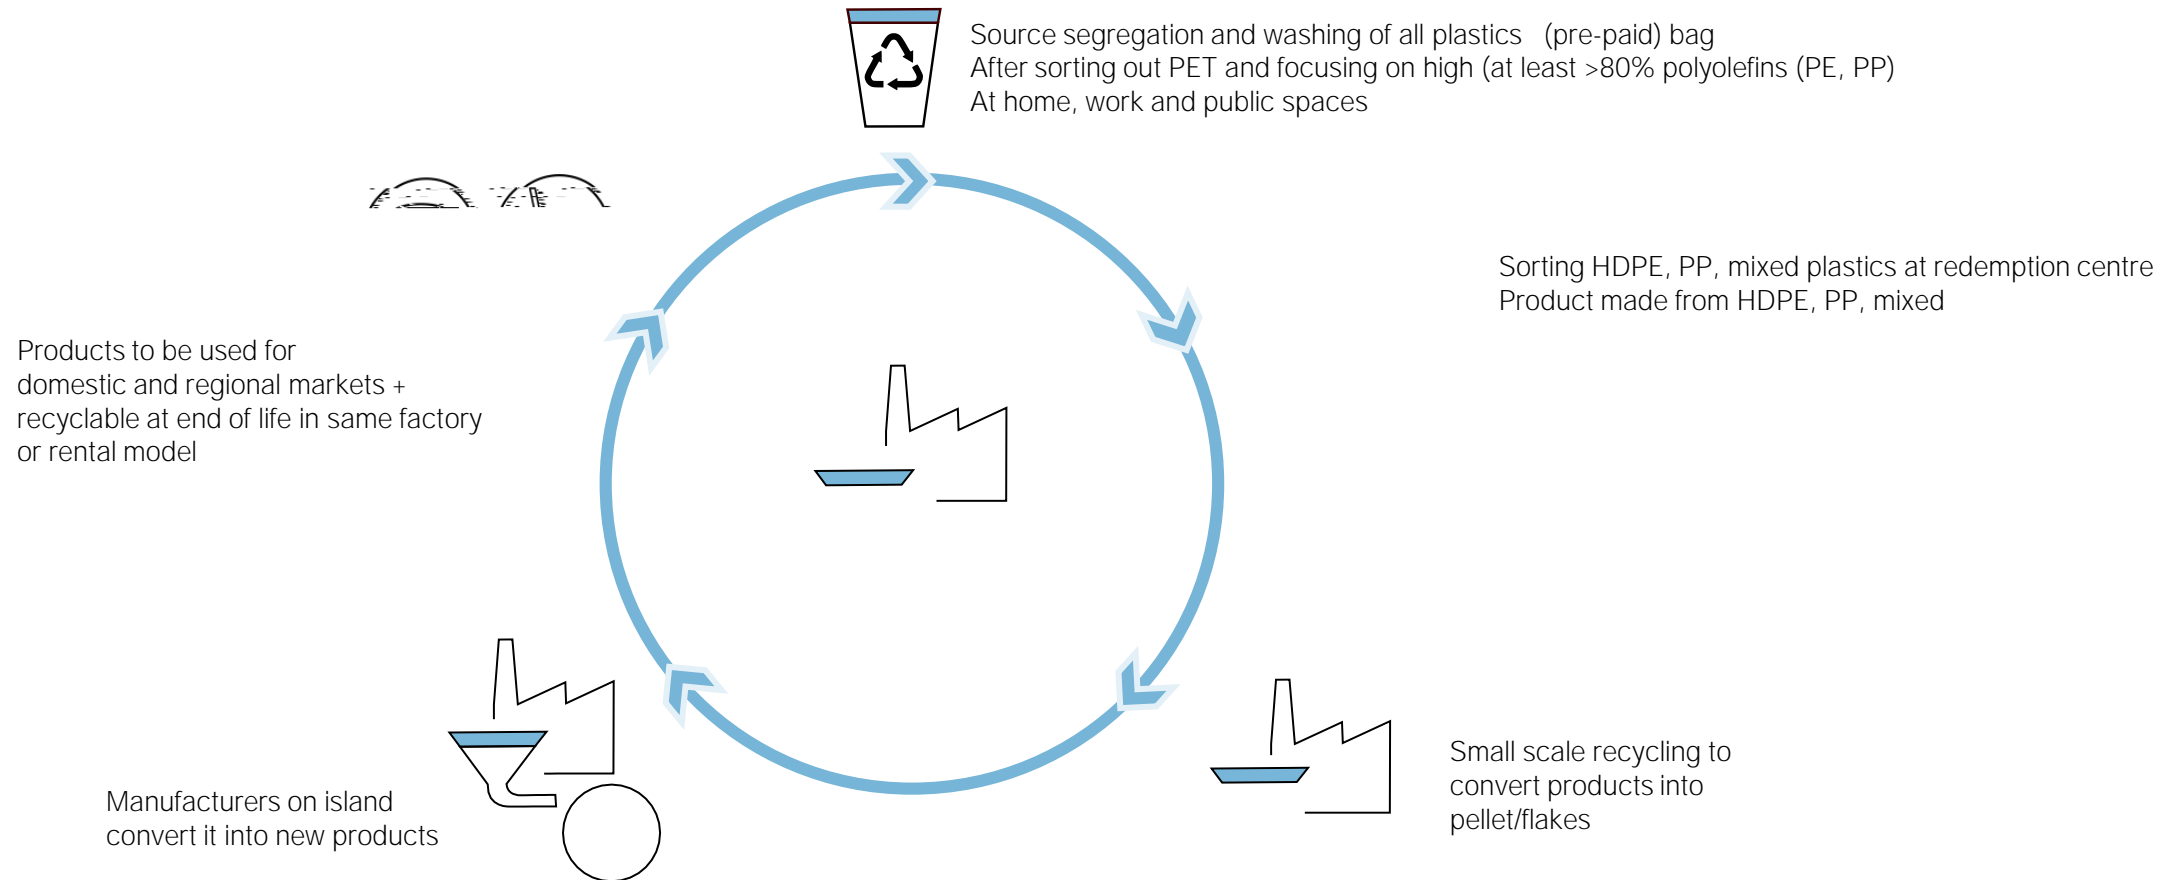 Source segregation and washing of all plastics (pre-paid) bag
After sorting out PET and focusing on high (at least >80% polyolefins (PE, PP)
At home, work and public spaces
Sorting HDPE, PP, mixed plastics at redemption centre
Product made from HDPE, PP, mixed
Small scale recycling to
convert products into
pellet/flakes
Manufacturers on island
convert it into new products
Products to be used for
domestic and regional markets +
recyclable at end of life in same factory
or rental model